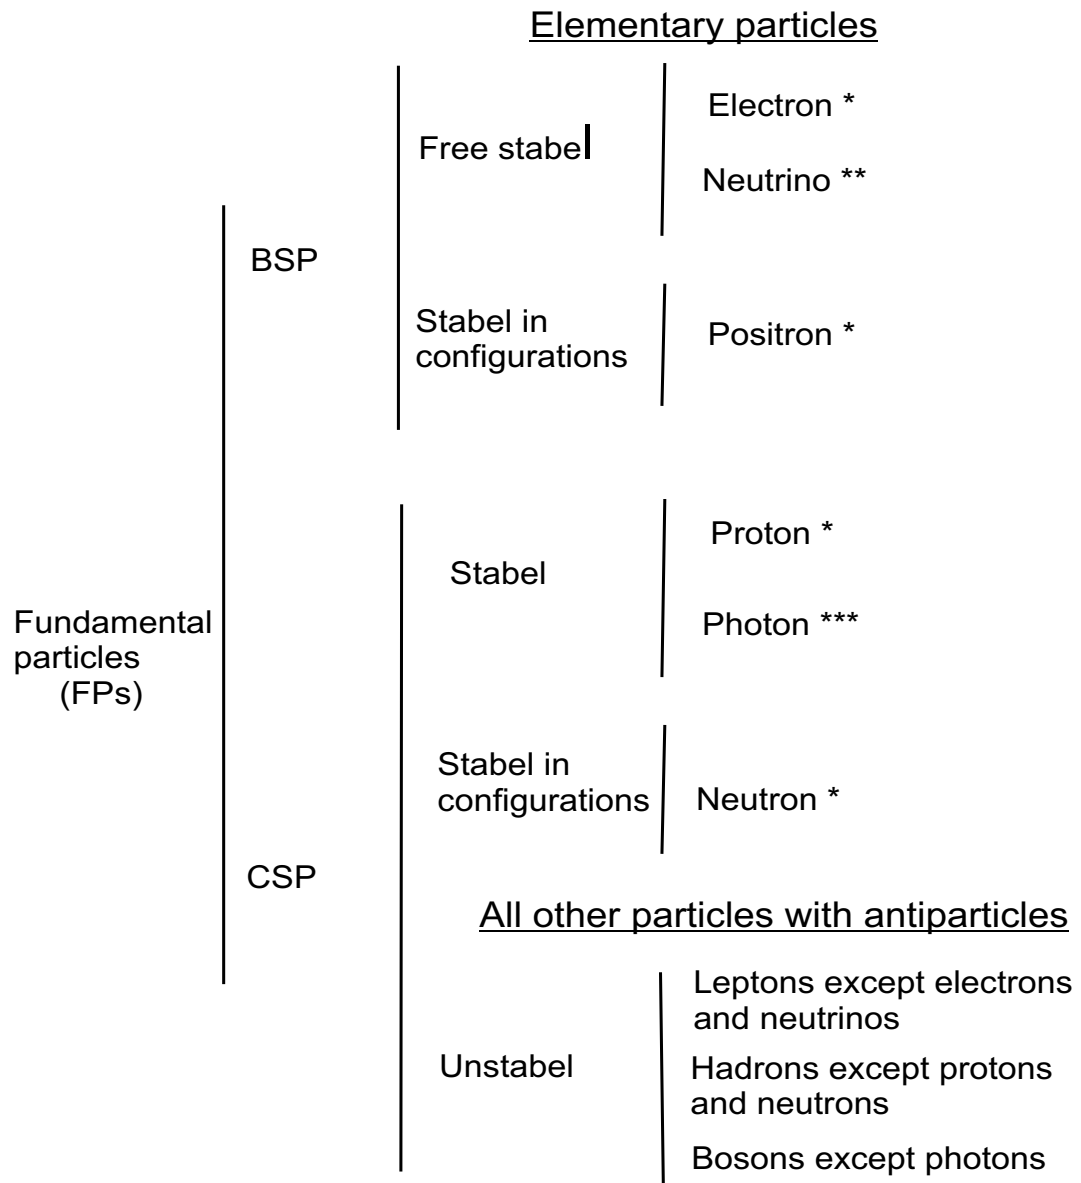 Elementary particles
Free stabel
Electron *
Neutrino **
BSP
Stabel in
configurations
Positron *
Stabel
Proton *
Photon ***
Fundamental
particles
(FPs)
Stabel in
configurations
Neutron *
CSP
All other particles with antiparticles
Unstabel
Leptons except electrons
and neutrinos
Hadrons except protons
and neutrons
Bosons except photons